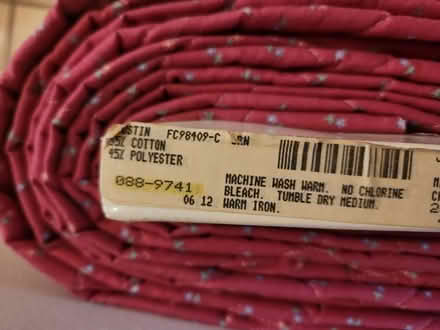 FC98409-C
55% COTTON
45% POLYESTER
088-9741
06 12
MACHINE WASH WARM. NO CHLORINE
BLEACH. TUMBLE DRY MEDIUM.
WARM IRON.